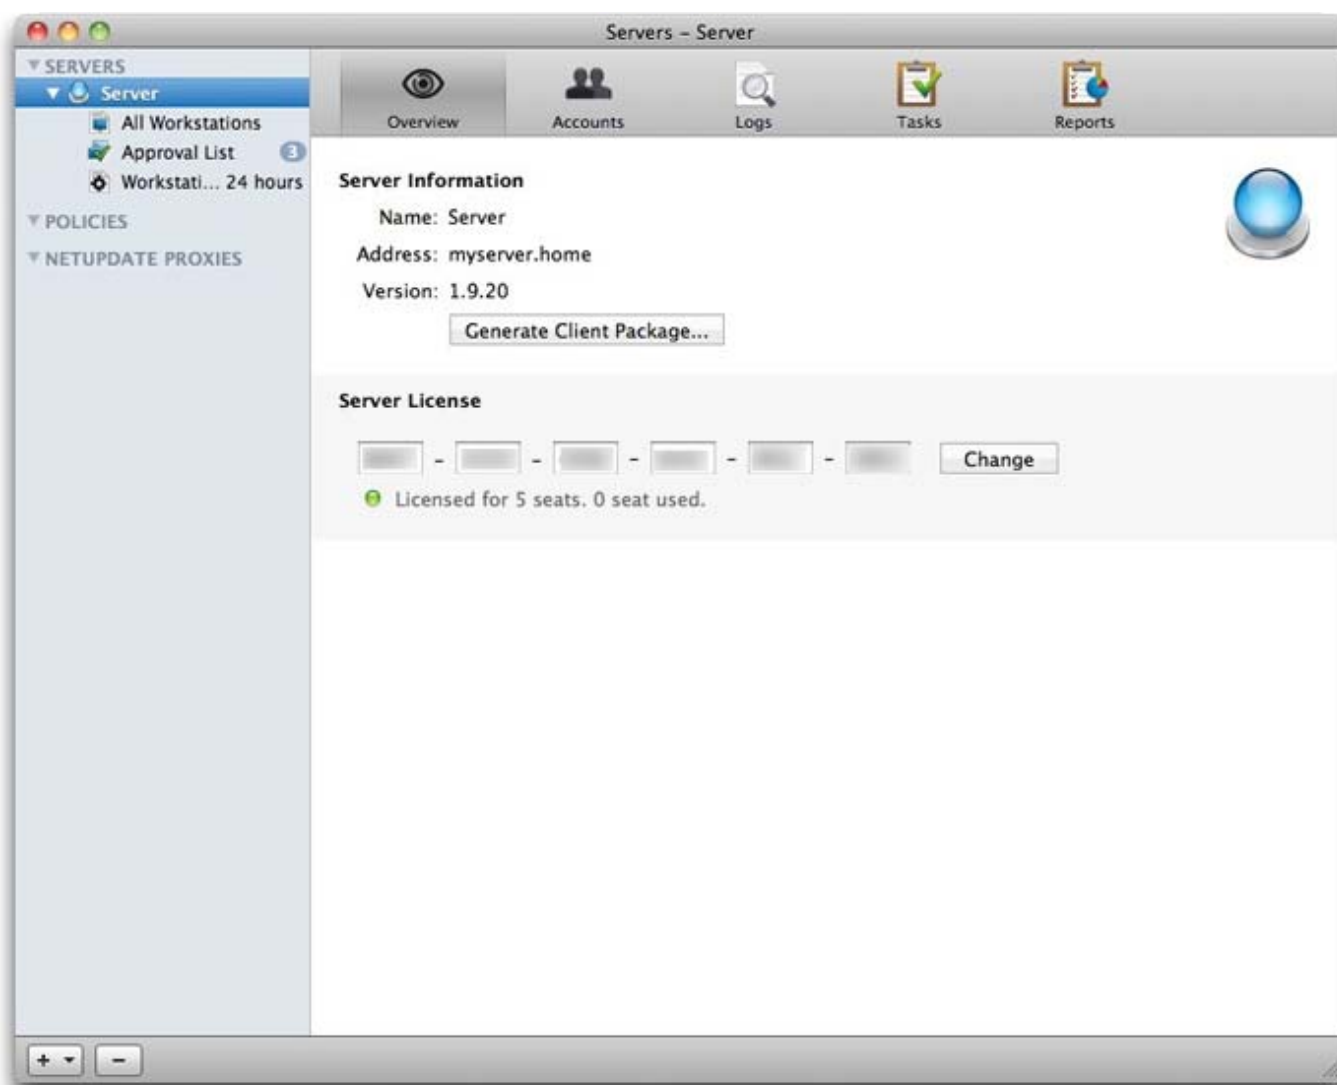 Servers – Server
SERVERS
Server
All Workstations
Approval List 3
Workstati... 24 hours
POLICIES
NETUPDATE PROXIES
Overview
Accounts
Logs
Tasks
Reports
Server Information
Name: Server
Address: myserver.home
Version: 1.9.20
Generate Client Package...
Server License
- - - - -
Change
Licensed for 5 seats. 0 seat used.
+ -